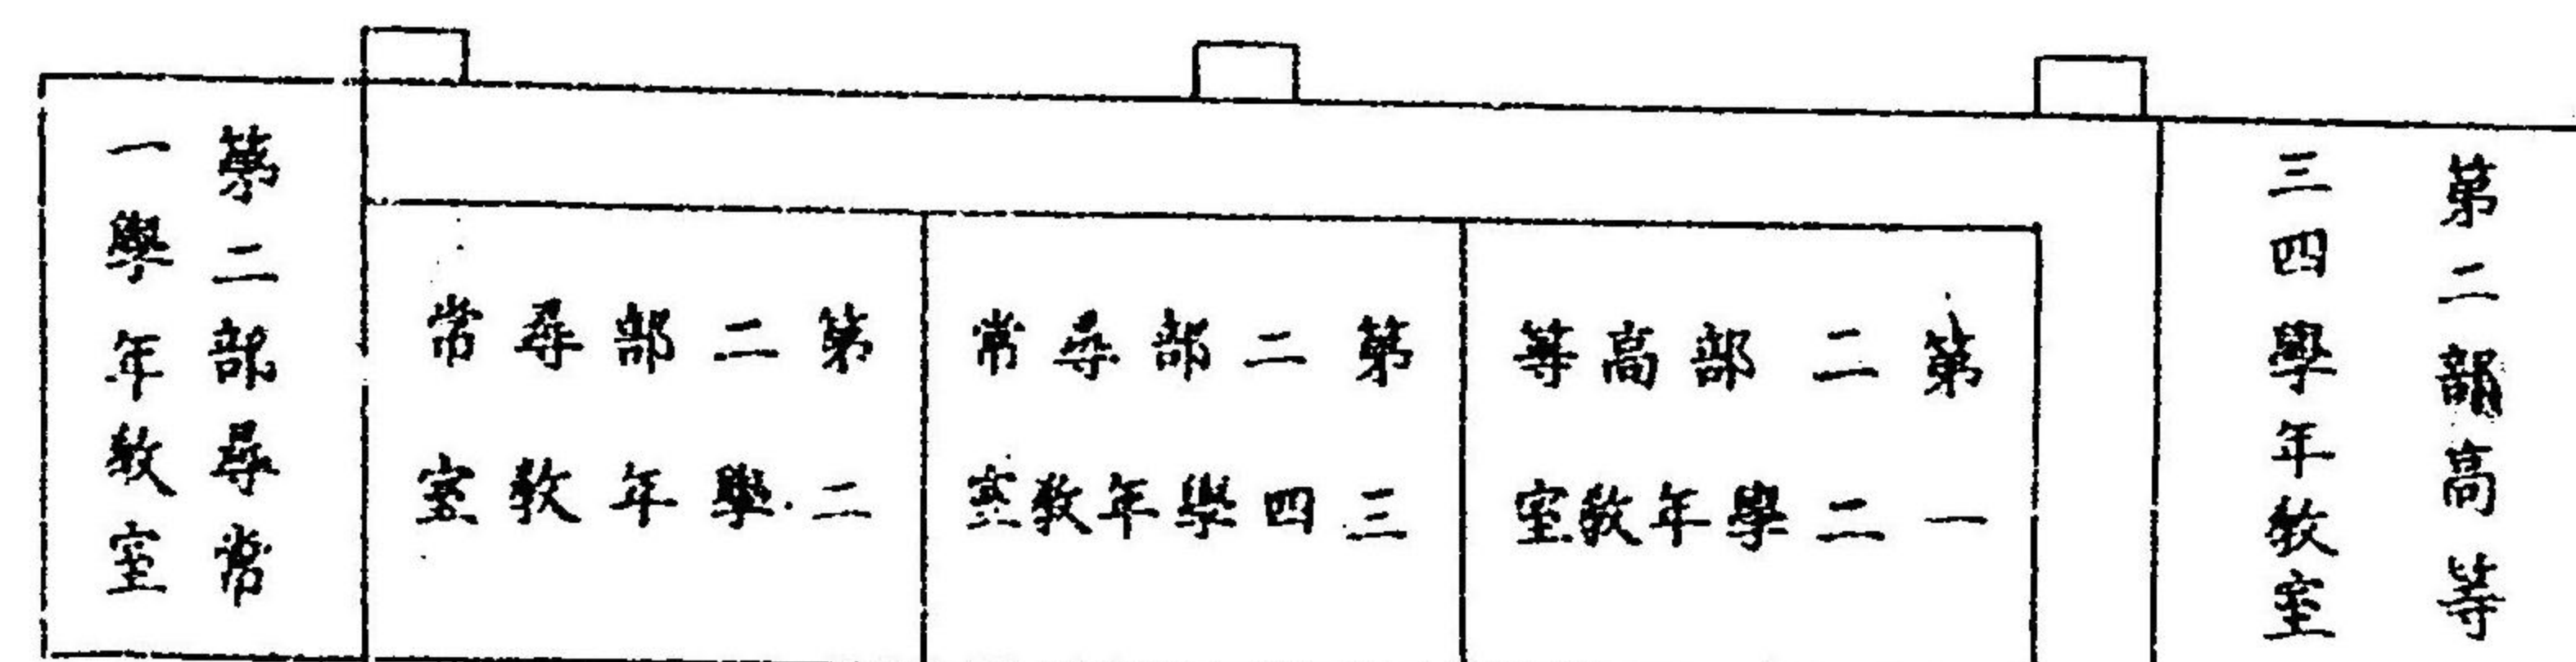 第二部高等
三四學年教室
第二部高等
一二學年教室
第二部尋常
三四學年教室
第二部尋常
二學年教室
第二部尋常
一學年教室